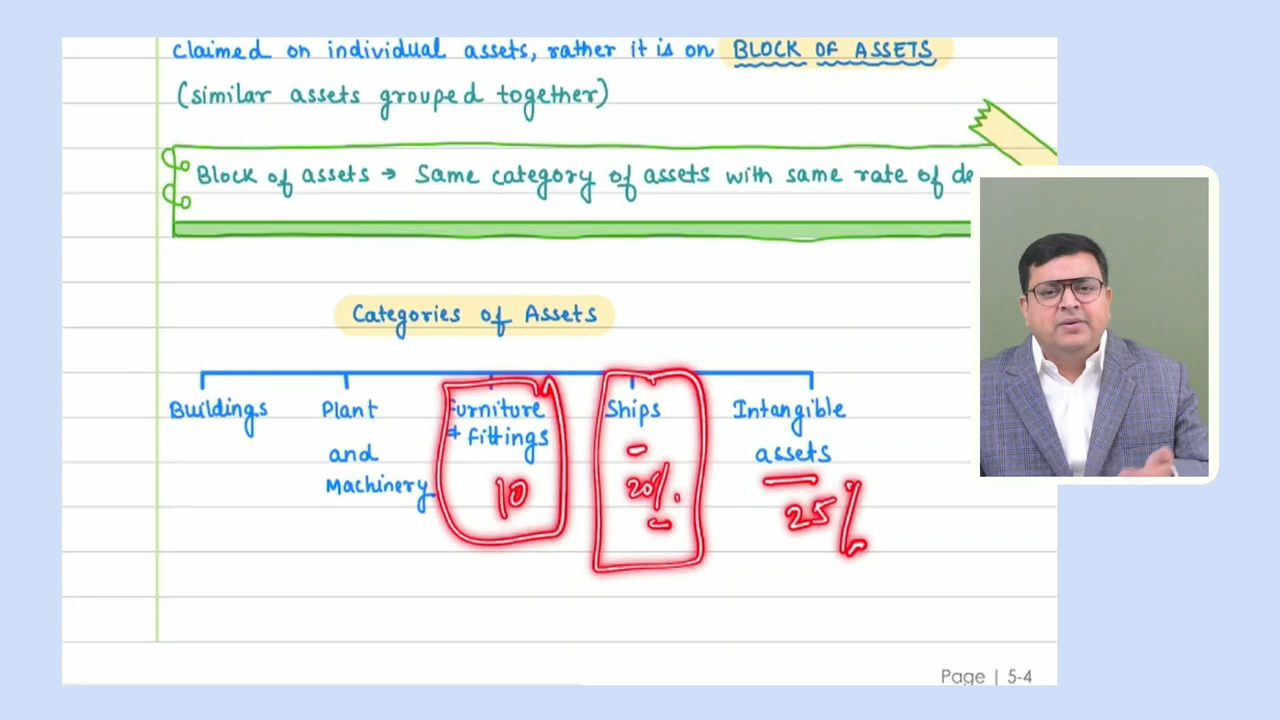 claimed on individual assets, rather it is on BLOCK OF ASSETS
(similar assets grouped together)
Block of assets → Same category of assets with same rate of de
Categories of Assets
Buildings
Plant
and
Machinery
Furniture
+ fittings
10
Ships
20%.
Intangible
assets
25%
Page | 5-4